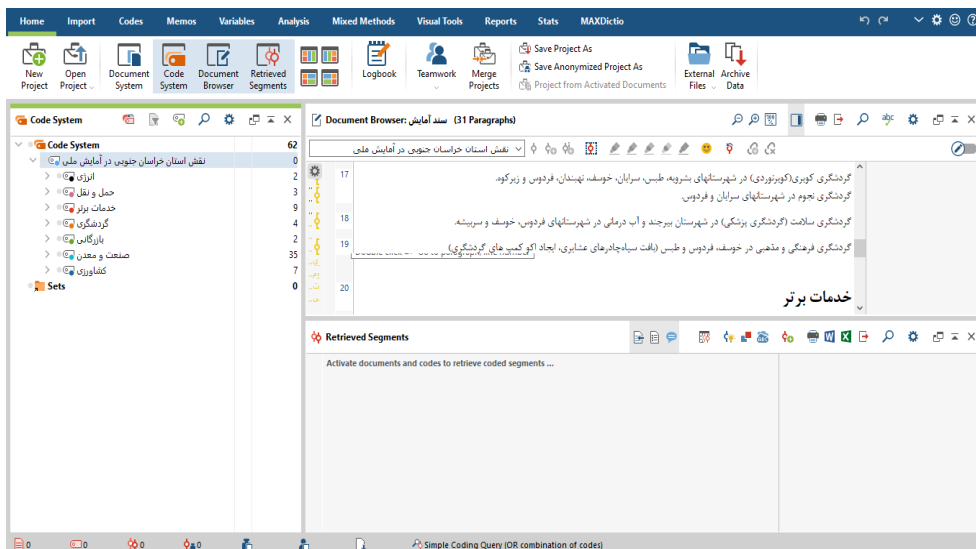 Home Import Codes Memos Variables Analysis Mixed Methods Visual Tools Reports Stats MAXDictio
New Project
Open Project
Document System
Code System
Document Browser
Retrieved Segments
Logbook
Teamwork
Merge Projects
Save Project As
Save Anonymized Project As
Project from Activated Documents
External Files
Archive Data
Code System
Code System 62
نقش استان خراسان جنوبی در آمایش ملی 0
انرژی 2
حمل و نقل 3
خدمات برتر 9
گردشگری 4
بازرگانی 2
صنعت و معدن 35
کشاورزی 7
Sets 0
Document Browser: سند آمایش (31 Paragraphs)
نقش استان خراسان جنوبی در آمایش ملی
17 گردشگری کویری(کویرنوردی) در شهرستانهای بشرویه، طبس، سرایان، خوسف، نهبندان، فردوس و زیرکوه.
گردشگری نجوم در شهرستانهای سرایان و فردوس.
18 گردشگری سلامت (گردشگری پزشکی) در شهرستان بیرجند و آب درمانی در شهرستانهای فردوس، خوسف و سربیشه.
19 گردشگری فرهنگی و مذهبی در خوسف، فردوس و طبس (بافت سیاه‌چادرهای عشایری، ایجاد اکو کمپ های گردشگری)
20
خدمات برتر
Retrieved Segments
Activate documents and codes to retrieve coded segments ...
0 0 0 0
Simple Coding Query (OR combination of codes)